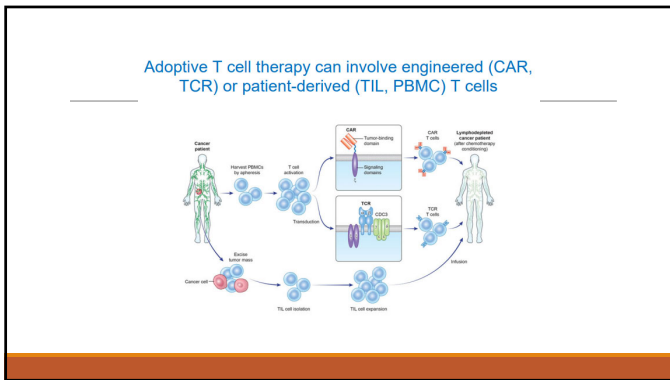 Adoptive T cell therapy can involve engineered (CAR,
TCR) or patient-derived (TIL, PBMC) T cells
Cancer
patient
Harvest PBMCs
by apheresis
T cell
activation
Transduction
CAR
Tumor-binding
domain
Signaling
domains
CAR
T cells
Lymphodepleted
cancer patient
(after chemotherapy
conditioning)
TCR
CDC3
TCR
T cells
Infusion
Excise
tumor mass
Cancer cell
TIL cell isolation
TIL cell expansion